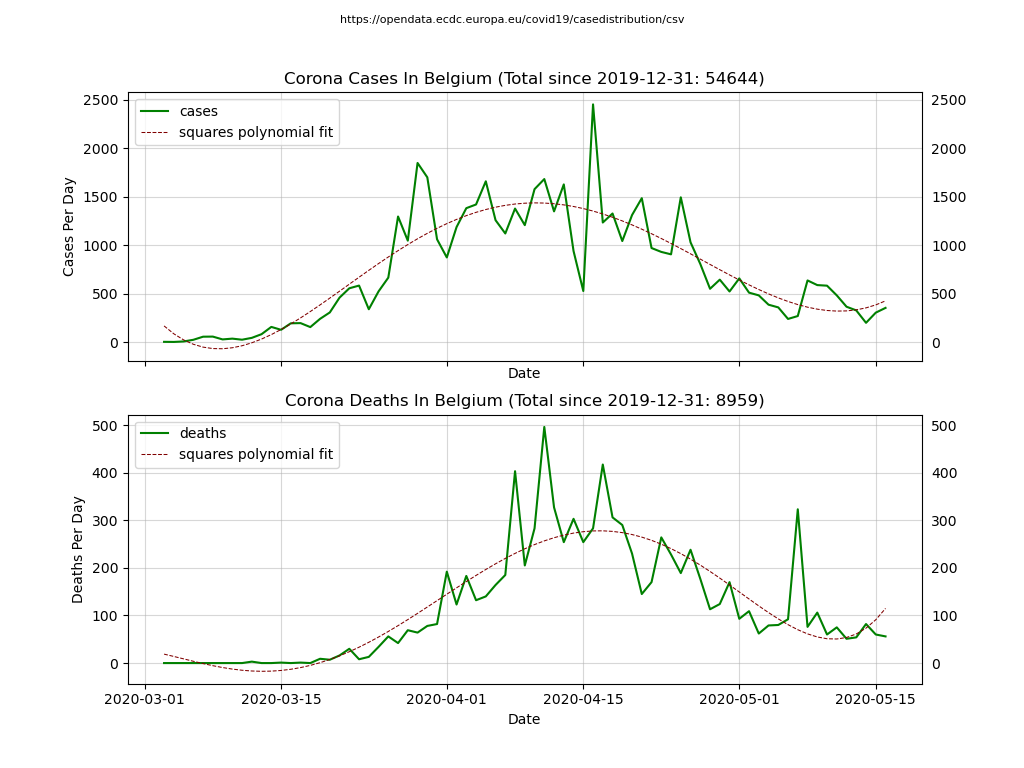 https://opendata.ecdc.europa.eu/covid19/casedistribution/csv
Corona Cases In Belgium (Total since 2019-12-31: 54644)
cases
squares polynomial fit
Cases Per Day
2500
2000
1500
1000
500
0
2500
2000
1500
1000
500
0
Date
Corona Deaths In Belgium (Total since 2019-12-31: 8959)
deaths
squares polynomial fit
Deaths Per Day
500
400
300
200
100
0
500
400
300
200
100
0
2020-03-01 2020-03-15 2020-04-01 2020-04-15 2020-05-01 2020-05-15
Date